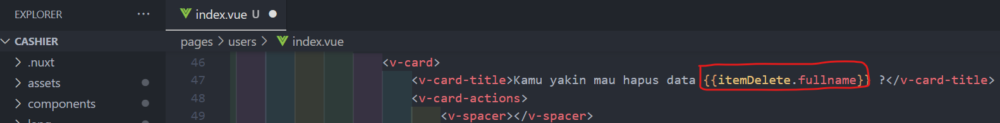 EXPLORER ···
index.vue U
CASHIER
pages > users > index.vue
.nuxt
assets
components
46 <v-card>
47 <v-card-title>Kamu yakin mau hapus data {{itemDelete.fullname}} ?</v-card-title>
48 <v-card-actions>
49 <v-spacer></v-spacer>